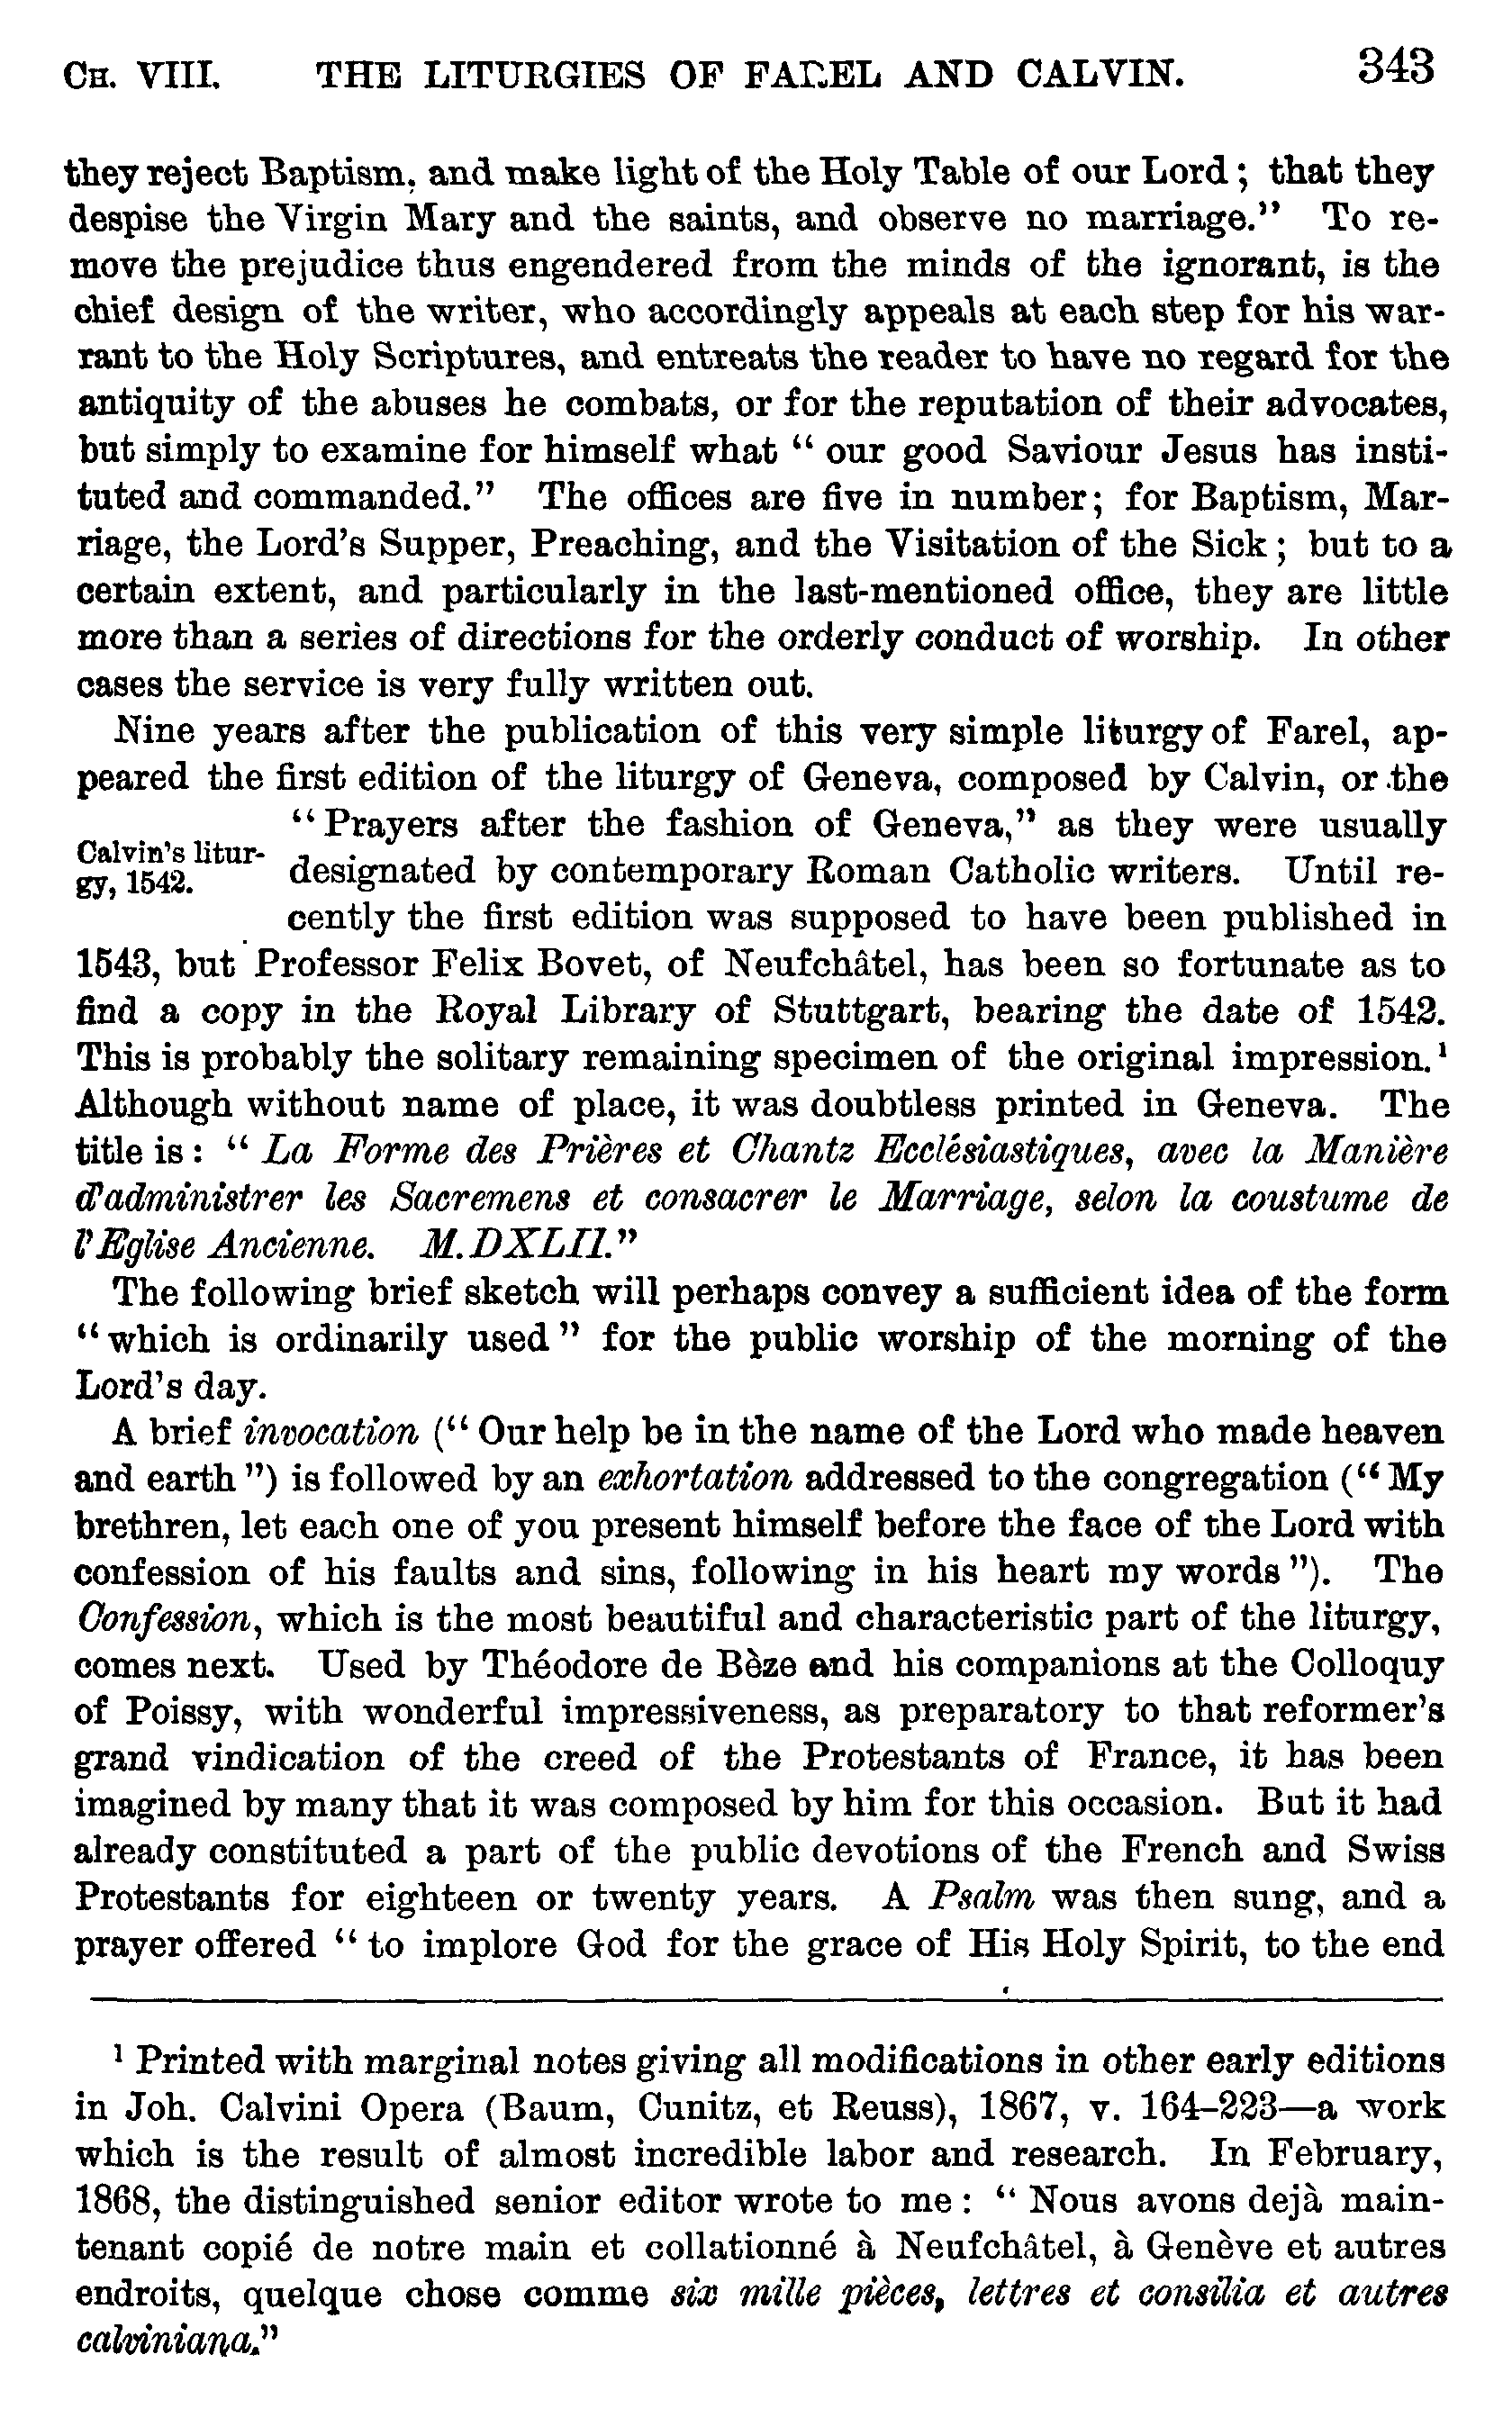 CH. VIII. THE LITURGIES OF FAREL AND CALVIN. 343
they reject Baptism, and make light of the Holy Table of our Lord; that they
despise the Virgin Mary and the saints, and observe no marriage." To re-
move the prejudice thus engendered from the minds of the ignorant, is the
chief design of the writer, who accordingly appeals at each step for his war-
rant to the Holy Scriptures, and entreats the reader to have no regard for the
antiquity of the abuses he combats, or for the reputation of their advocates,
but simply to examine for himself what "our good Saviour Jesus has insti-
tuted and commanded." The offices are five in number; for Baptism, Mar-
riage, the Lord's Supper, Preaching, and the Visitation of the Sick; but to a
certain extent, and particularly in the last-mentioned office, they are little
more than a series of directions for the orderly conduct of worship. In other
cases the service is very fully written out.
Nine years after the publication of this very simple liturgy of Farel, ap-
peared the first edition of the liturgy of Geneva, composed by Calvin, or the
"Prayers after the fashion of Geneva," as they were usually
Calvin's litur-
gy, 1542.
designated by contemporary Roman Catholic writers. Until re-
cently the first edition was supposed to have been published in
1543, but Professor Felix Bovet, of Neufchâtel, has been so fortunate as to
find a copy in the Royal Library of Stuttgart, bearing the date of 1542.
This is probably the solitary remaining specimen of the original impression.¹
Although without name of place, it was doubtless printed in Geneva. The
title is: "La Forme des Prières et Chantz Ecclésiastiques, avec la Manière
d'administrer les Sacremens et consacrer le Marriage, selon la coustume de
l'Eglise Ancienne. M.DXLII."
The following brief sketch will perhaps convey a sufficient idea of the form
"which is ordinarily used" for the public worship of the morning of the
Lord's day.
A brief invocation ("Our help be in the name of the Lord who made heaven
and earth") is followed by an exhortation addressed to the congregation ("My
brethren, let each one of you present himself before the face of the Lord with
confession of his faults and sins, following in his heart my words"). The
Confession, which is the most beautiful and characteristic part of the liturgy,
comes next. Used by Théodore de Bèze and his companions at the Colloquy
of Poissy, with wonderful impressiveness, as preparatory to that reformer's
grand vindication of the creed of the Protestants of France, it has been
imagined by many that it was composed by him for this occasion. But it had
already constituted a part of the public devotions of the French and Swiss
Protestants for eighteen or twenty years. A Psalm was then sung, and a
prayer offered "to implore God for the grace of His Holy Spirit, to the end
¹ Printed with marginal notes giving all modifications in other early editions
in Joh. Calvini Opera (Baum, Cunitz, et Reuss), 1867, v. 164–223—a work
which is the result of almost incredible labor and research. In February,
1868, the distinguished senior editor wrote to me: "Nous avons dejà main-
tenant copié de notre main et collationné à Neufchâtel, à Genève et autres
endroits, quelque chose comme six mille pièces, lettres et consilia et autres
calviniana."